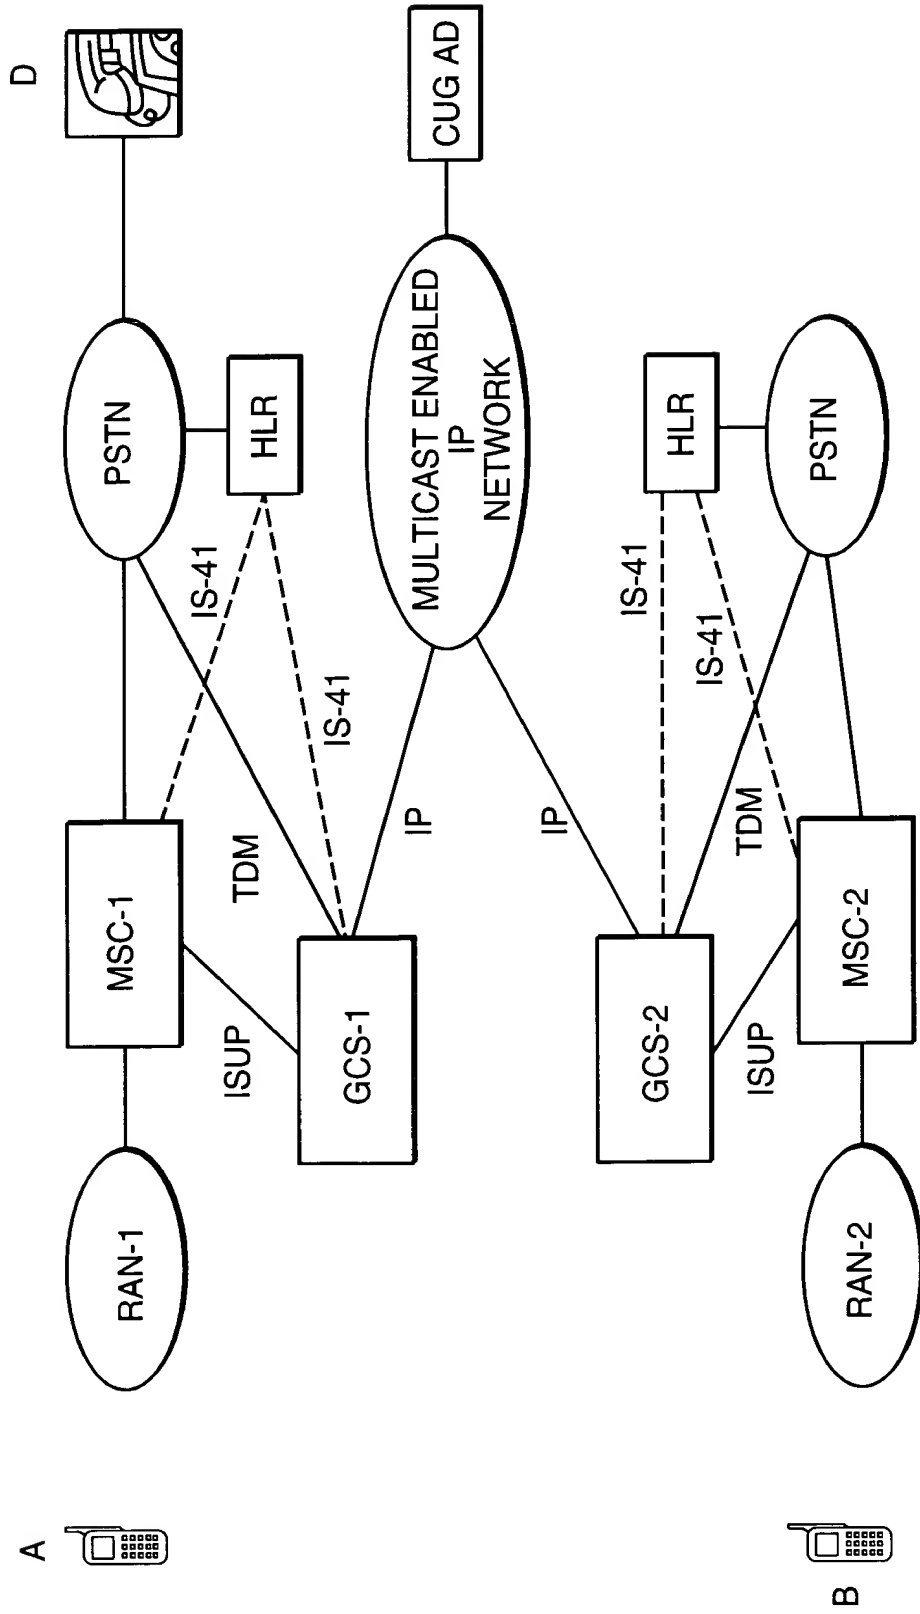 A
D
RAN-1
MSC-1
PSTN
HLR
IS-41
IS-41
TDM
ISUP
GCS-1
IP
MULTICAST ENABLED
IP
NETWORK
CUG AD
IP
GCS-2
ISUP
TDM
IS-41
IS-41
HLR
PSTN
MSC-2
RAN-2
B